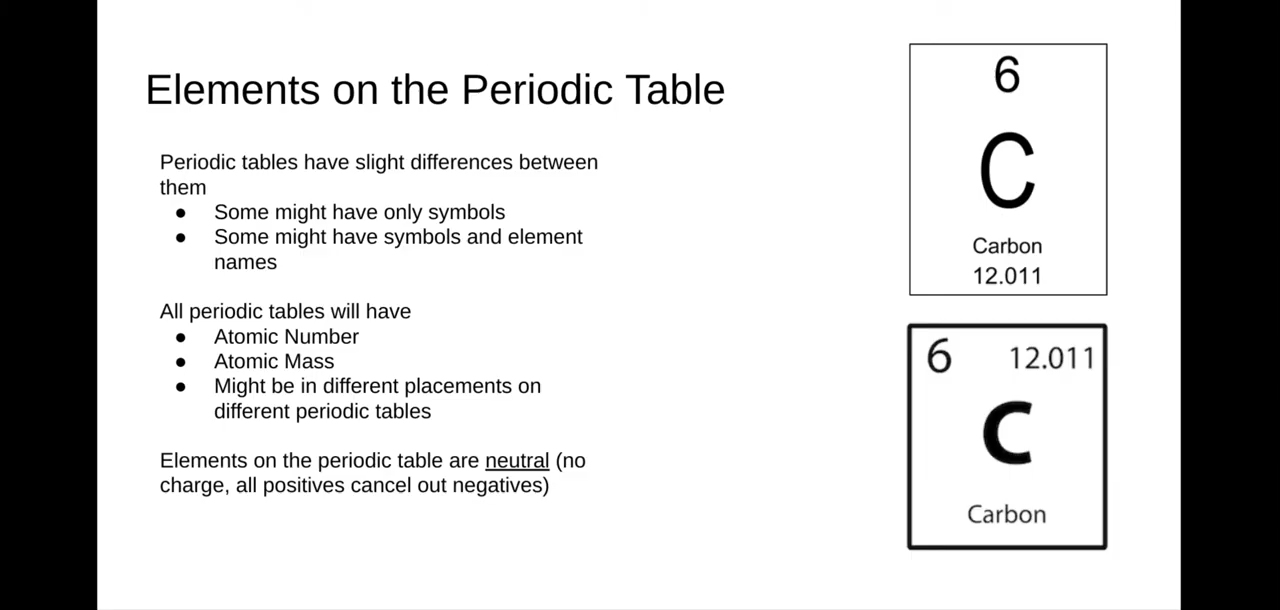 Elements on the Periodic Table
Periodic tables have slight differences between
them
● Some might have only symbols
● Some might have symbols and element
names
All periodic tables will have
● Atomic Number
● Atomic Mass
● Might be in different placements on
different periodic tables
Elements on the periodic table are neutral (no
charge, all positives cancel out negatives)
6
C
Carbon
12.011
6 12.011
C
Carbon